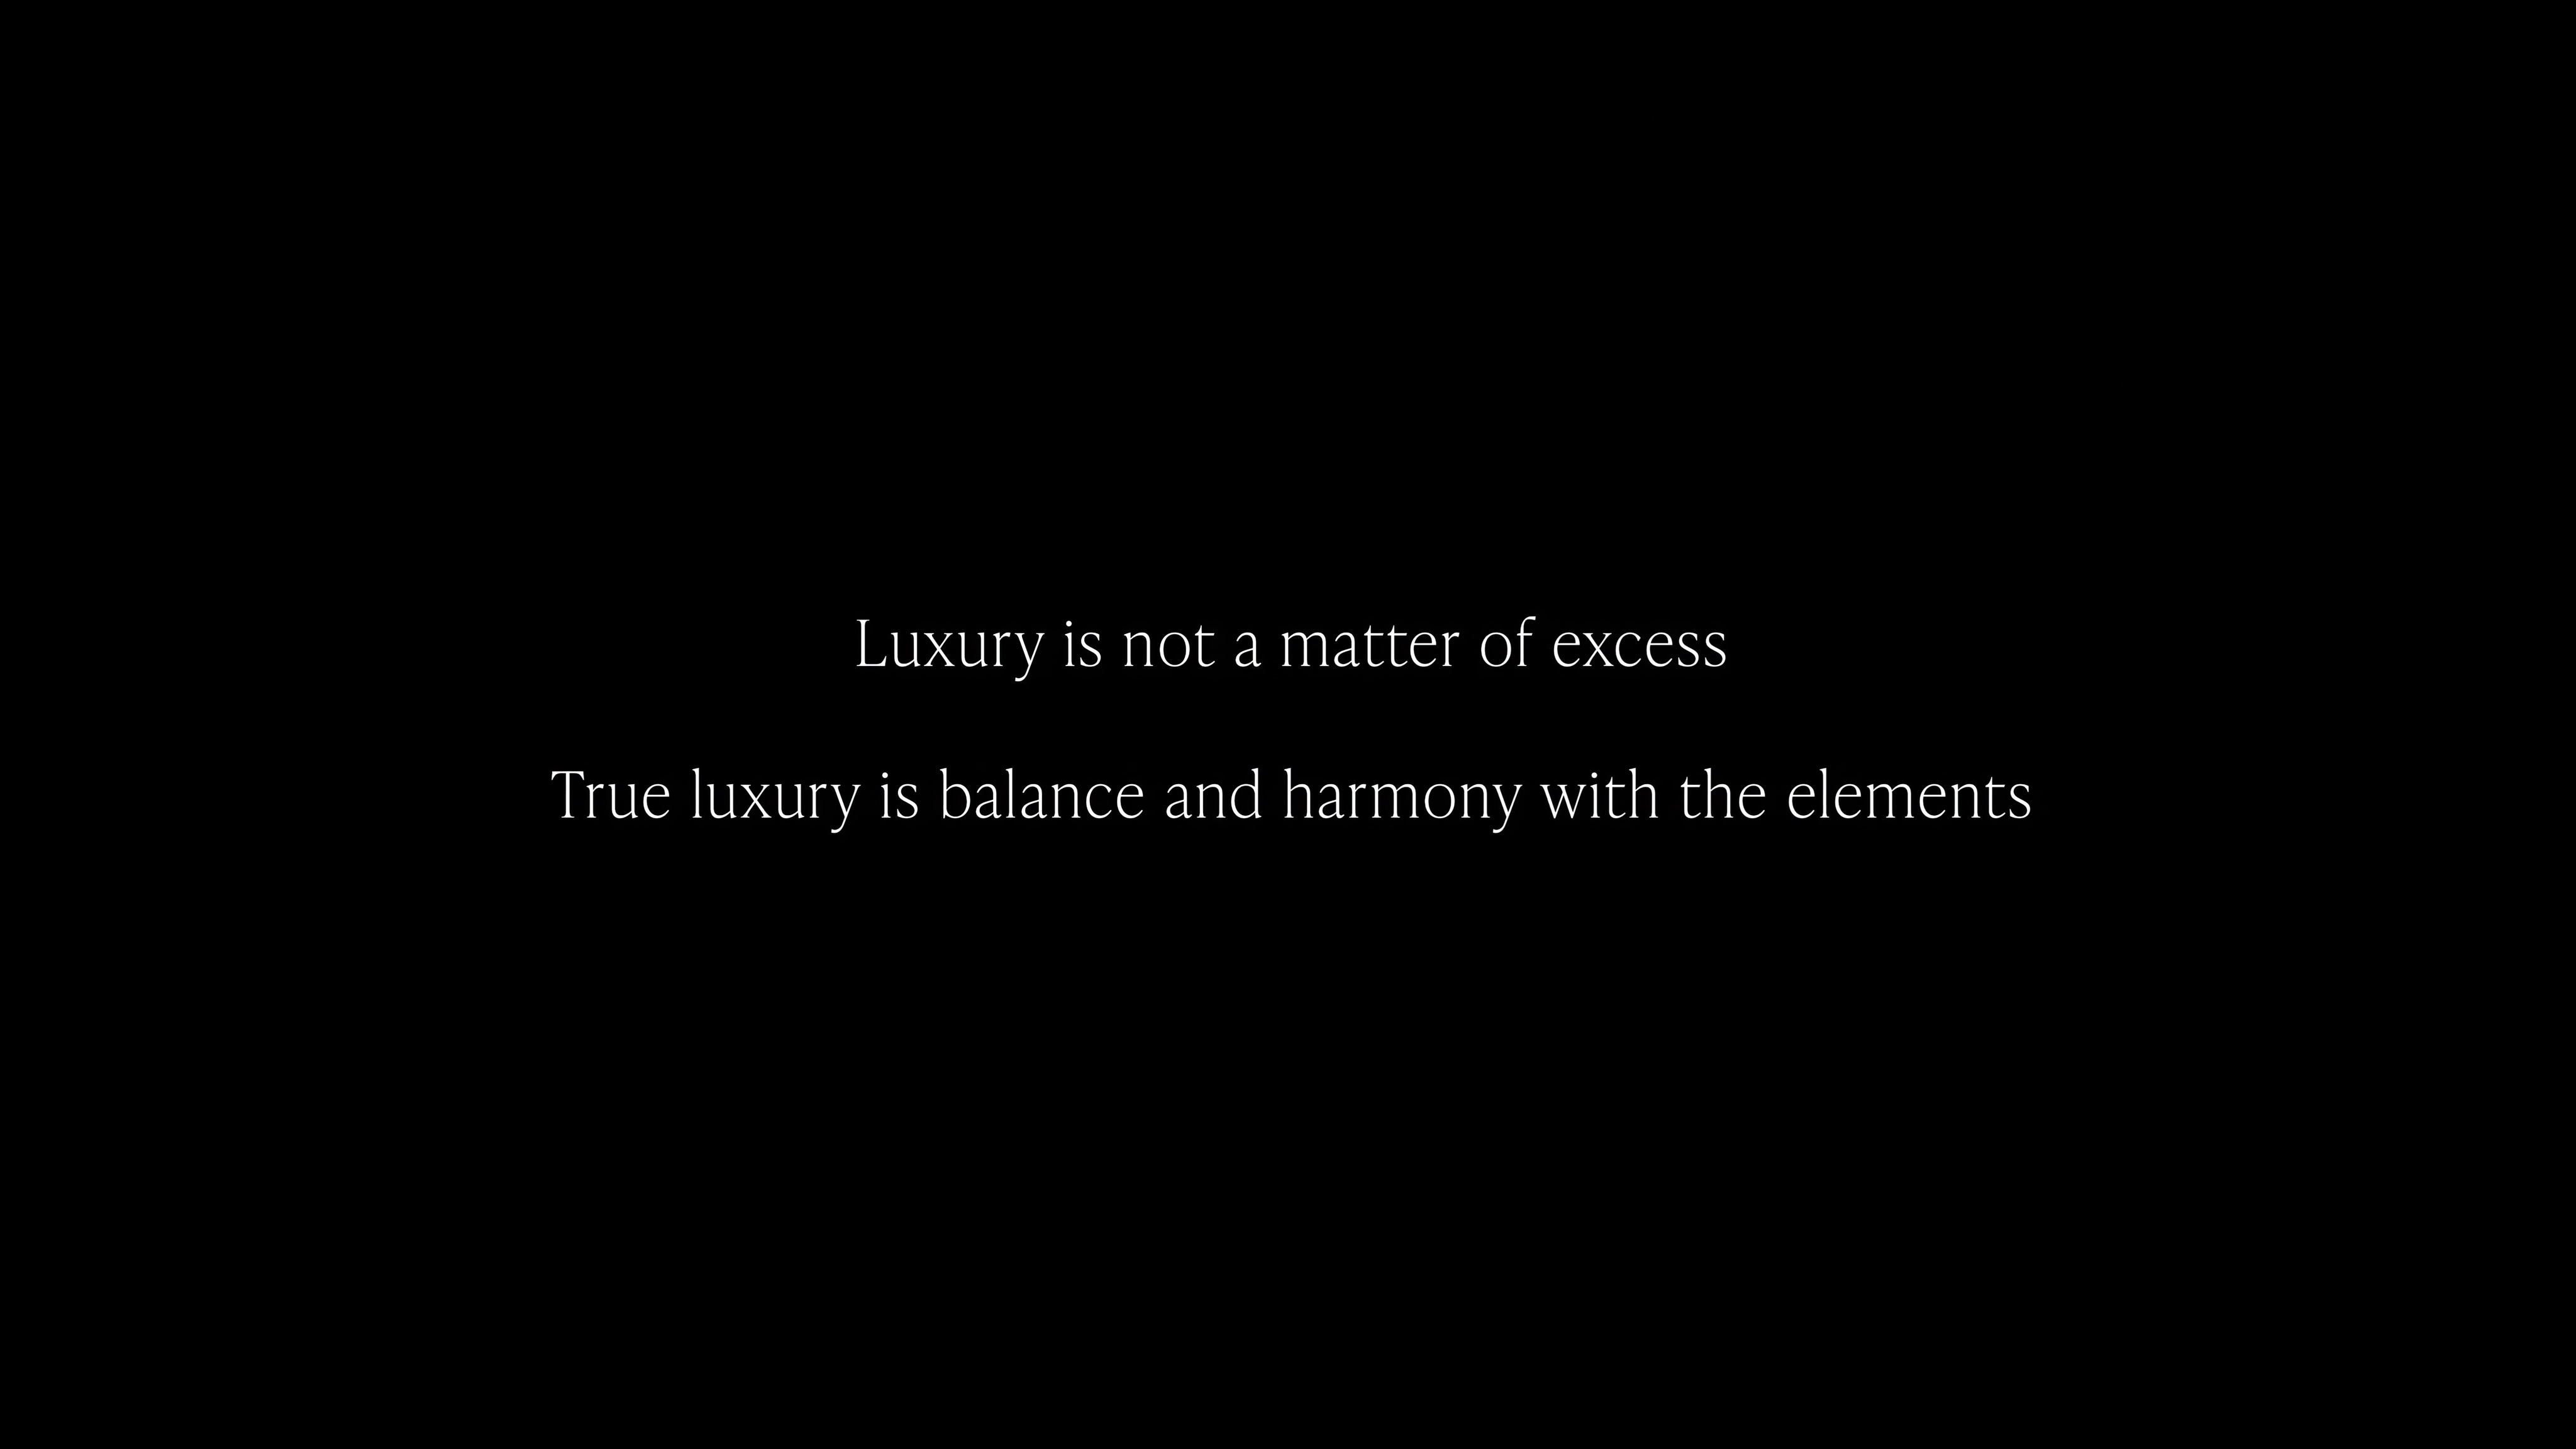 Luxury is not a matter of excess
True luxury is balance and harmony with the elements